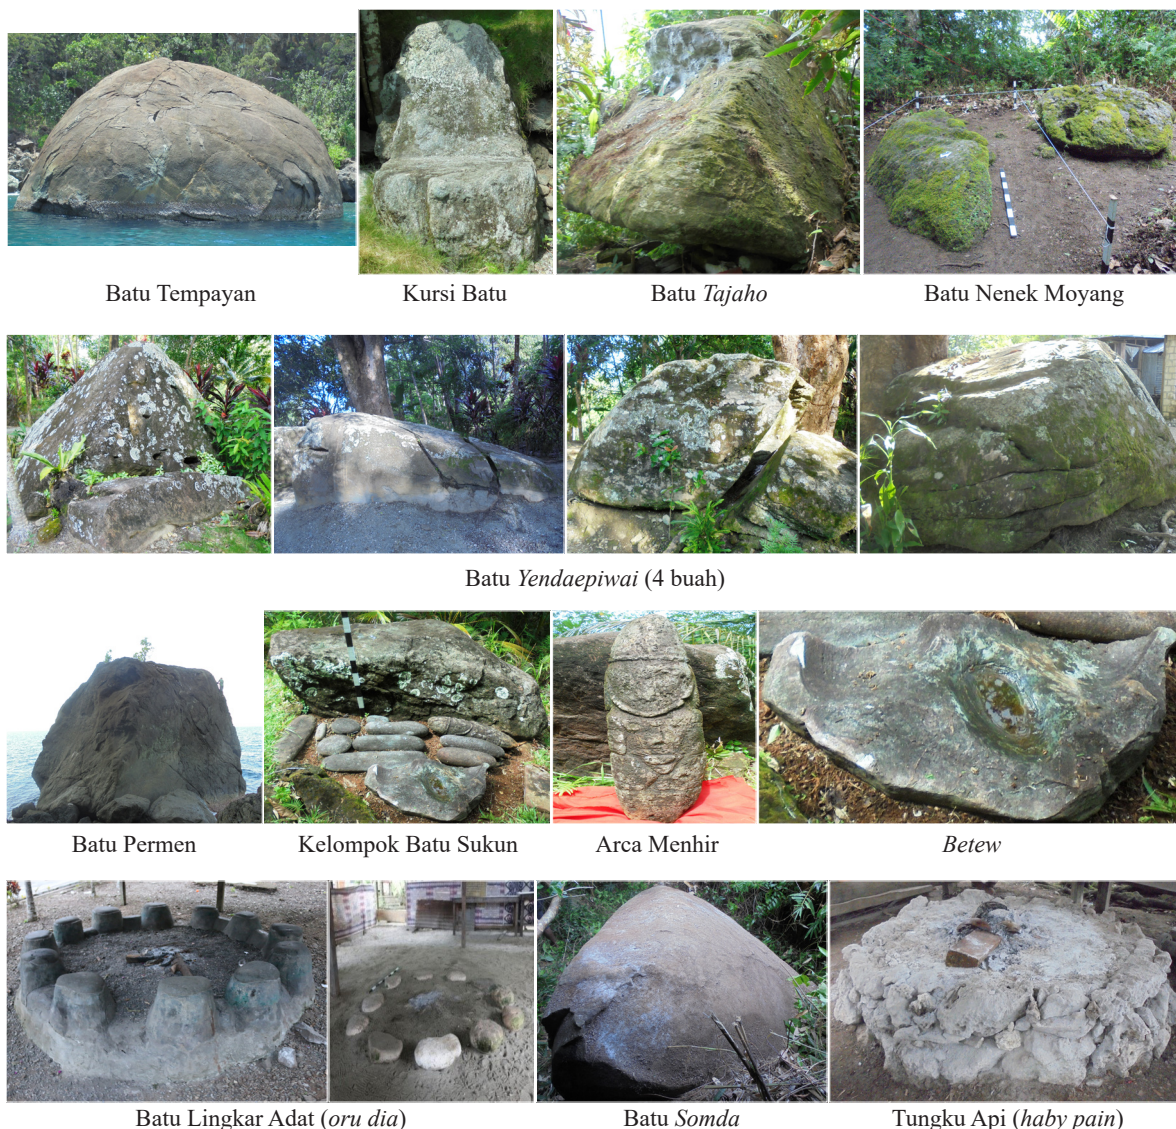 Batu Tempayan
Kursi Batu
Batu Tajaho
Batu Nenek Moyang
Batu Yendaepiwai (4 buah)
Batu Permen
Kelompok Batu Sukun
Arca Menhir
Betew
Batu Lingkar Adat (oru dia)
Batu Somda
Tungku Api (haby pain)